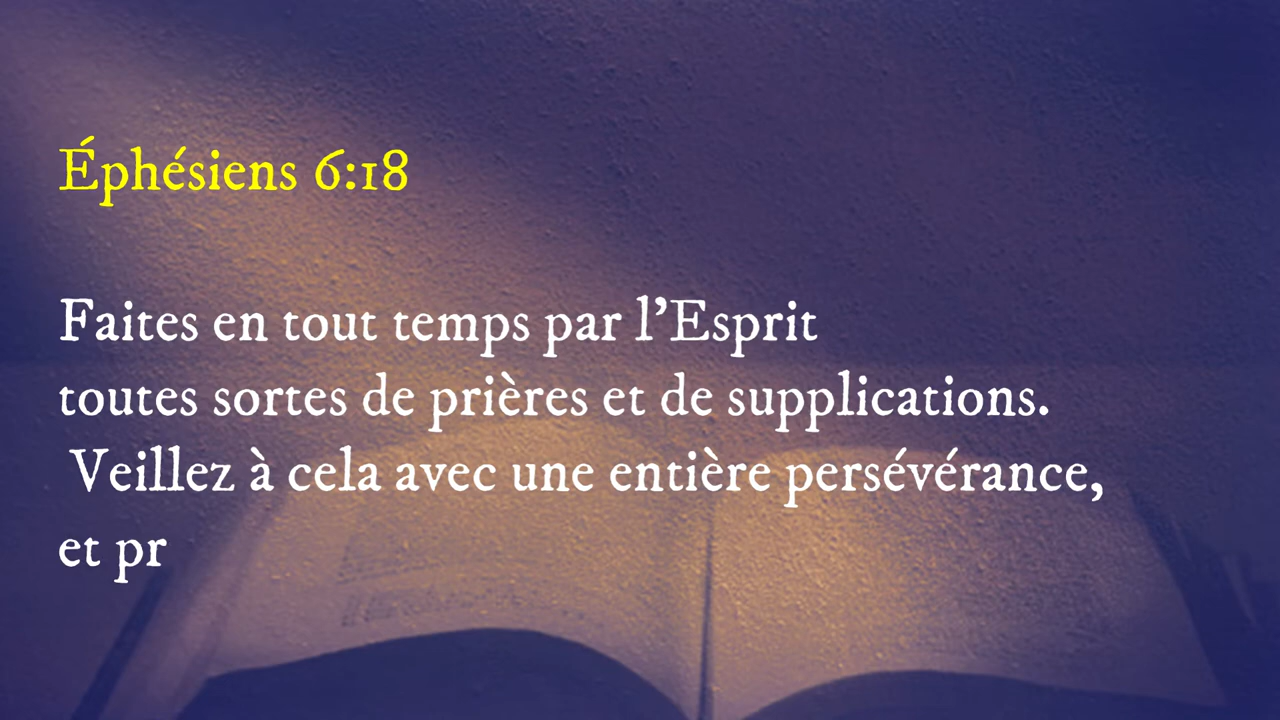 Éphésiens 6:18
Faites en tout temps par l’Esprit
toutes sortes de prières et de supplications.
Veillez à cela avec une entière persévérance,
et pr